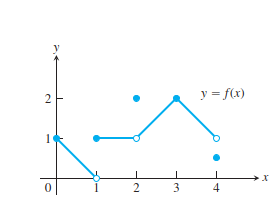 y
y = f(x)
2
1
0 1 2 3 4 x